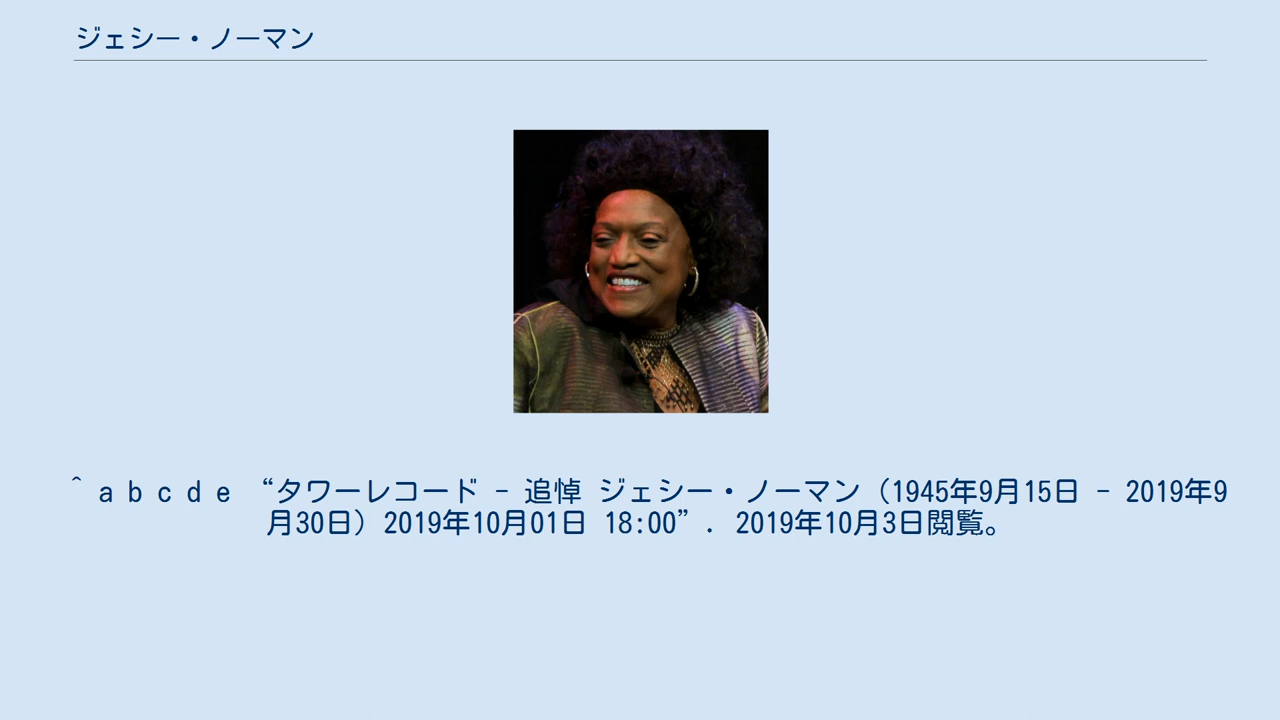 ジェシー・ノーマン
^ a b c d e “タワーレコード - 追悼 ジェシー・ノーマン（1945年9月15日 - 2019年9
月30日）2019年10月01日 18:00”. 2019年10月3日閲覧。